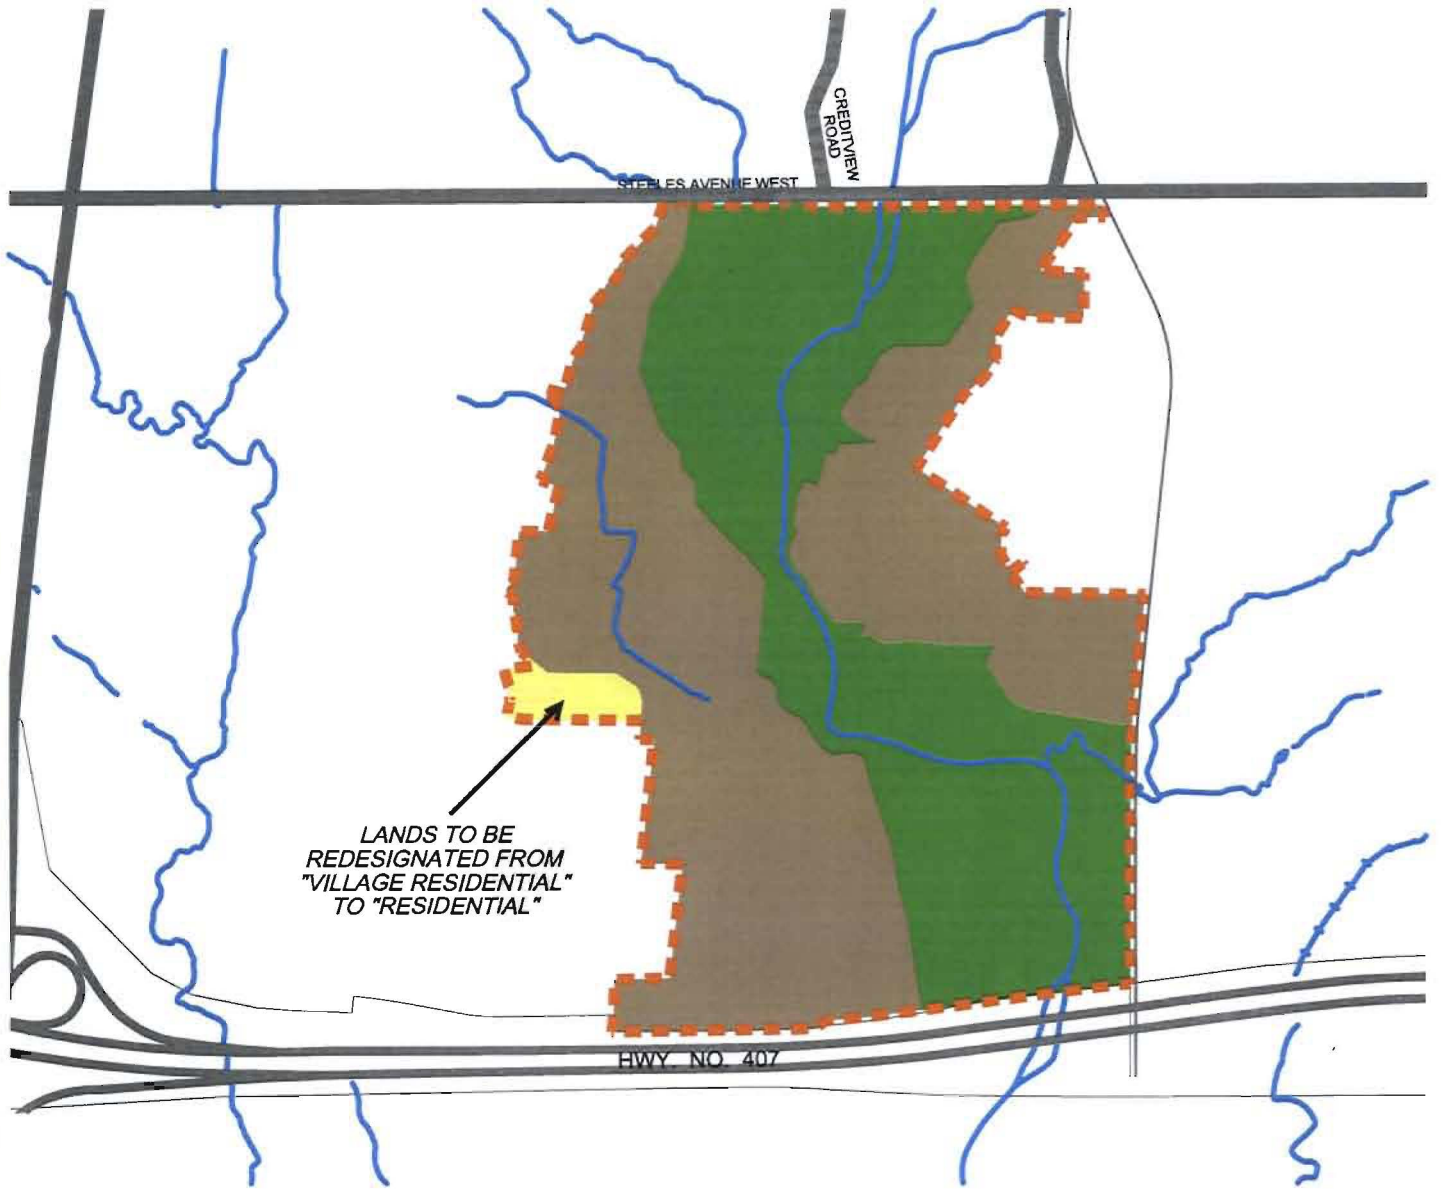 CREDITVIEW
ROAD
STEELES AVENUE WEST
LANDS TO BE
REDESIGNATED FROM
"VILLAGE RESIDENTIAL"
TO "RESIDENTIAL"
HWY. NO. 407